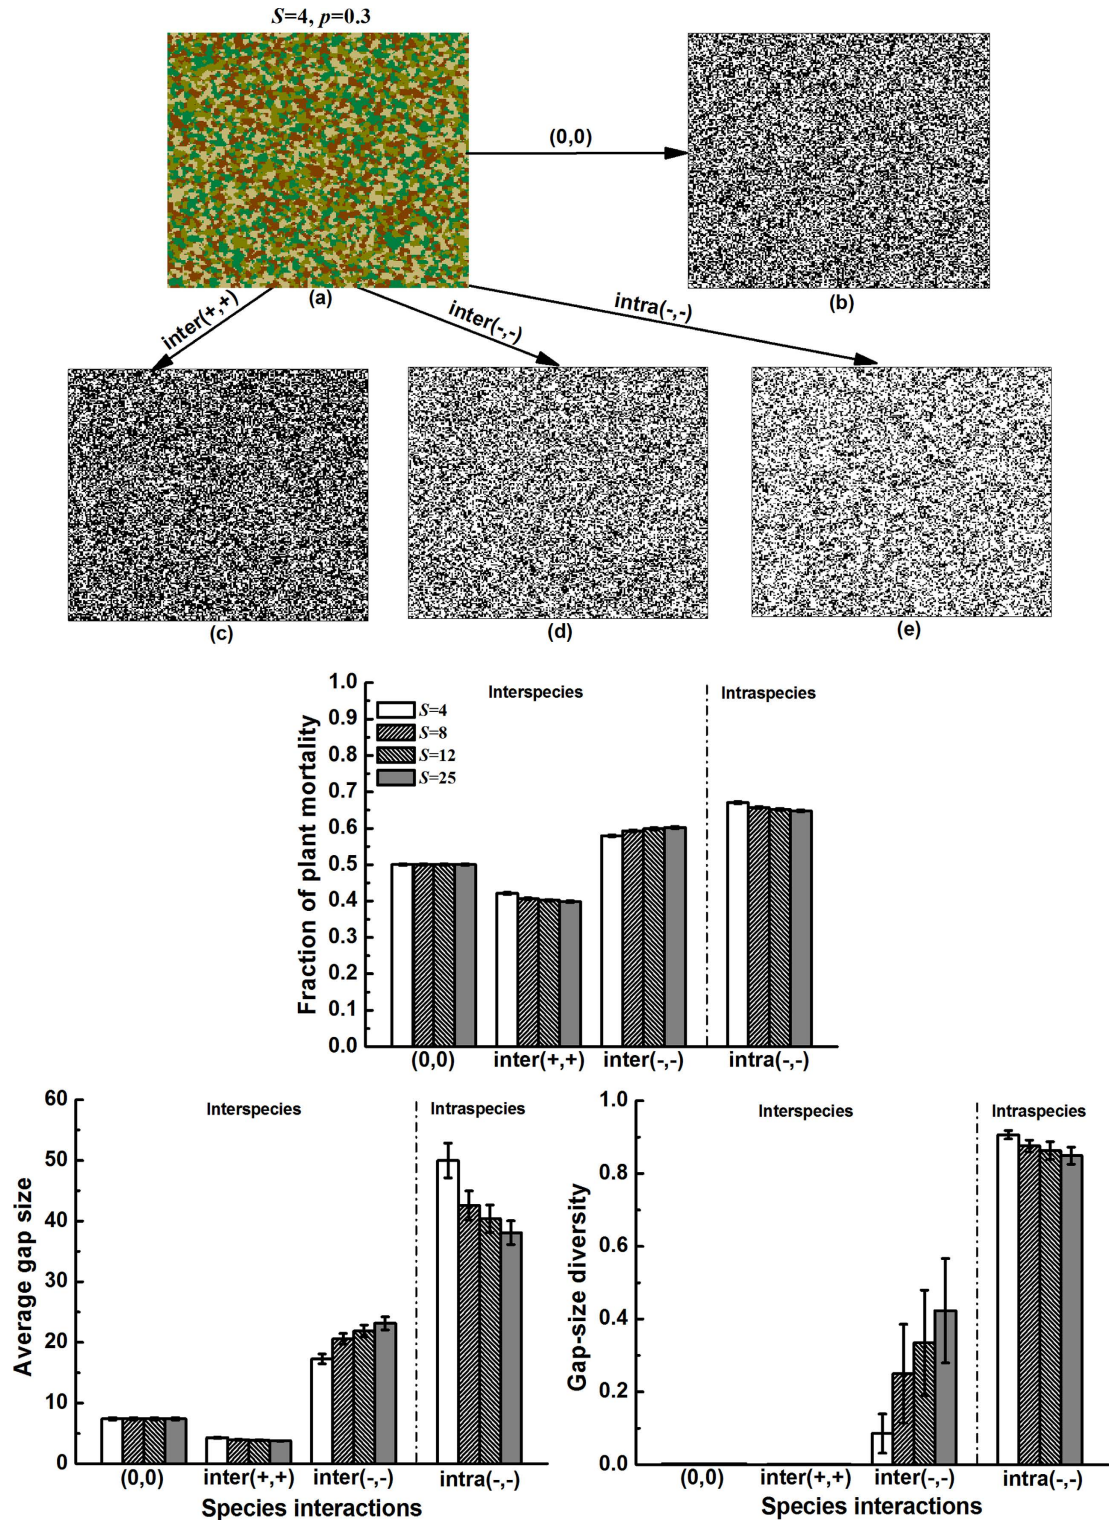 S=4, p=0.3
(0,0)
(a)
(b)
inter(+,+)
inter(-,-)
intra(-,-)
(c)
(d)
(e)
Fraction of plant mortality
1.0
0.9
0.8
0.7
0.6
0.5
0.4
0.3
0.2
0.1
0.0
Interspecies
Intraspecies
S=4
S=8
S=12
S=25
(0,0)
inter(+,+)
inter(-,-)
intra(-,-)
Average gap size
60
50
40
30
20
10
0
Interspecies
Intraspecies
(0,0)
inter(+,+)
inter(-,-)
intra(-,-)
Species interactions
Gap-size diversity
1.0
0.8
0.6
0.4
0.2
0.0
Interspecies
Intraspecies
(0,0)
inter(+,+)
inter(-,-)
intra(-,-)
Species interactions